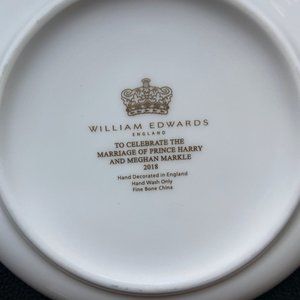 WILLIAM EDWARDS
ENGLAND
TO CELEBRATE THE
MARRIAGE OF PRINCE HARRY
AND MEGHAN MARKLE
2018
Hand Decorated in England
Hand Wash Only
Fine Bone China